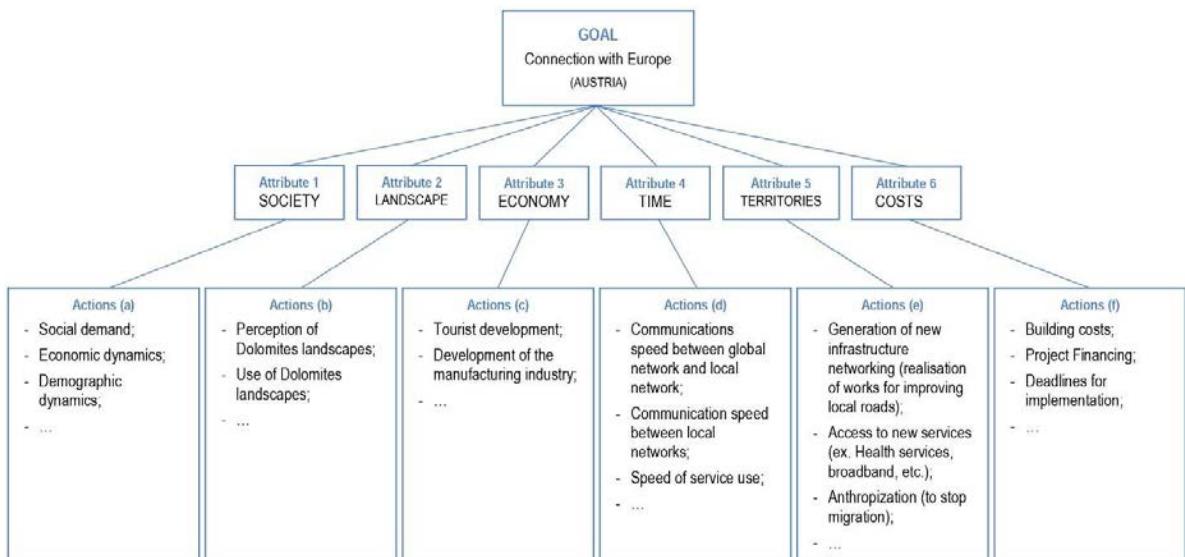 GOAL
Connection with Europe
(AUSTRIA)
Attribute 1
SOCIETY
Attribute 2
LANDSCAPE
Attribute 3
ECONOMY
Attribute 4
TIME
Attribute 5
TERRITORIES
Attribute 6
COSTS
Actions (a)
- Social demand;
- Economic dynamics;
- Demographic
dynamics;
- ...
Actions (b)
- Perception of
Dolomites landscapes;
- Use of Dolomites
landscapes;
- ...
Actions (c)
- Tourist development;
- Development of the
manufacturing industry;
- ...
Actions (d)
- Communications
speed between global
network and local
network;
- Communication speed
between local
networks;
- Speed of service use;
- ...
Actions (e)
- Generation of new
infrastructure
networking (realisation
of works for improving
local roads);
- Access to new services
(ex. Health services,
broadband, etc.);
- Anthropization (to stop
migration);
- ...
Actions (f)
- Building costs;
- Project Financing;
- Deadlines for
implementation;
- ...